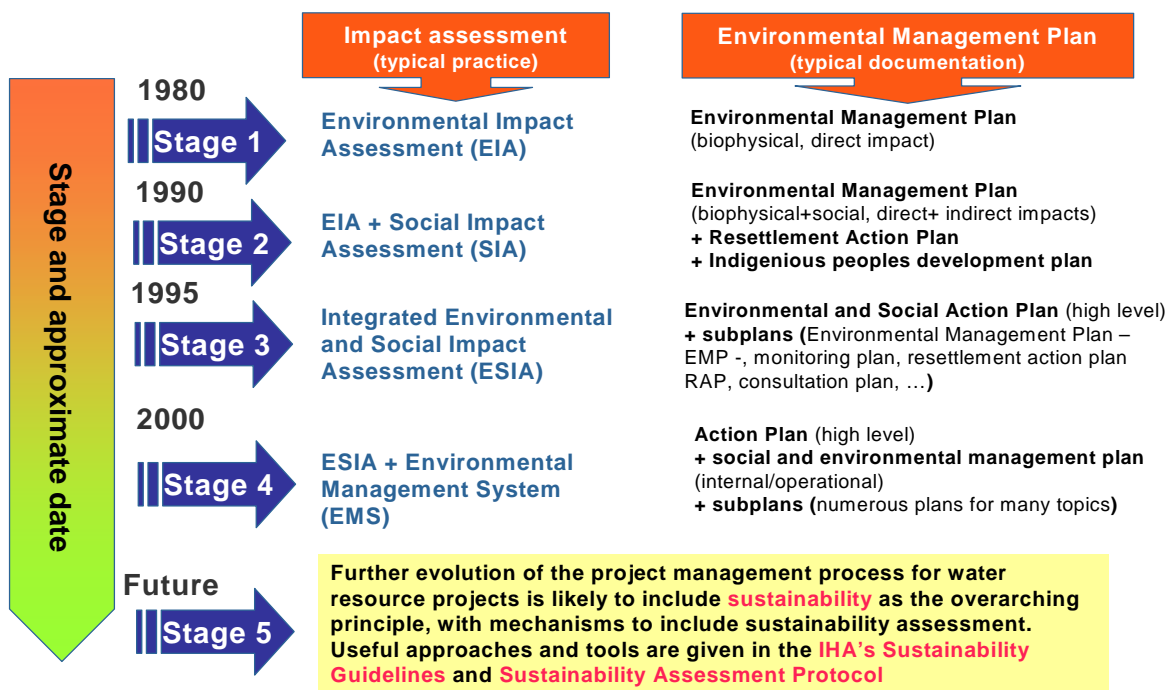 Impact assessment
(typical practice)
Environmental Management Plan
(typical documentation)
Stage and approximate date
1980
Stage 1
Environmental Impact
Assessment (EIA)
Environmental Management Plan
(biophysical, direct impact)
1990
Stage 2
EIA + Social Impact
Assessment (SIA)
Environmental Management Plan
(biophysical+social, direct+ indirect impacts)
+ Resettlement Action Plan
+ Indigenious peoples development plan
1995
Stage 3
Integrated Environmental
and Social Impact
Assessment (ESIA)
Environmental and Social Action Plan (high level)
+ subplans (Environmental Management Plan –
EMP -, monitoring plan, resettlement action plan
RAP, consultation plan, …)
2000
Stage 4
ESIA + Environmental
Management System
(EMS)
Action Plan (high level)
+ social and environmental management plan
(internal/operational)
+ subplans (numerous plans for many topics)
Future
Stage 5
Further evolution of the project management process for water
resource projects is likely to include sustainability as the overarching
principle, with mechanisms to include sustainability assessment.
Useful approaches and tools are given in the IHA's Sustainability
Guidelines and Sustainability Assessment Protocol